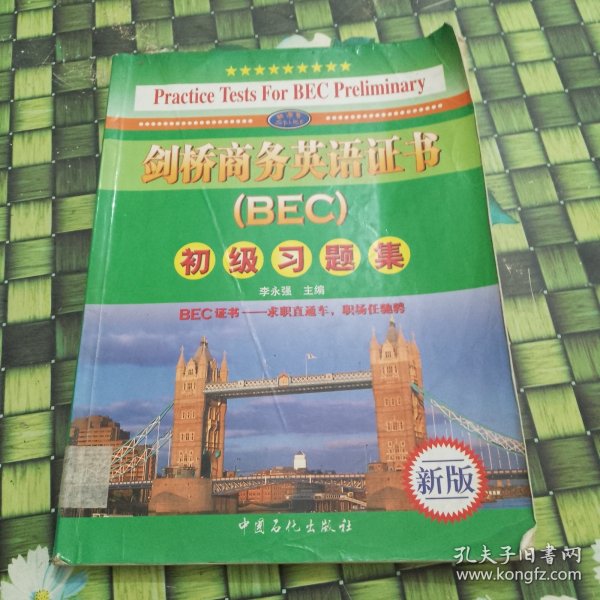 Practice Tests For BEC Preliminary
剑桥商务英语证书
(BEC)
初级习题集
李永强 主编
BEC证书——求职直通车，职场任驰骋
新版
中国石化出版社
孔夫子旧书网
www.kongfz.com